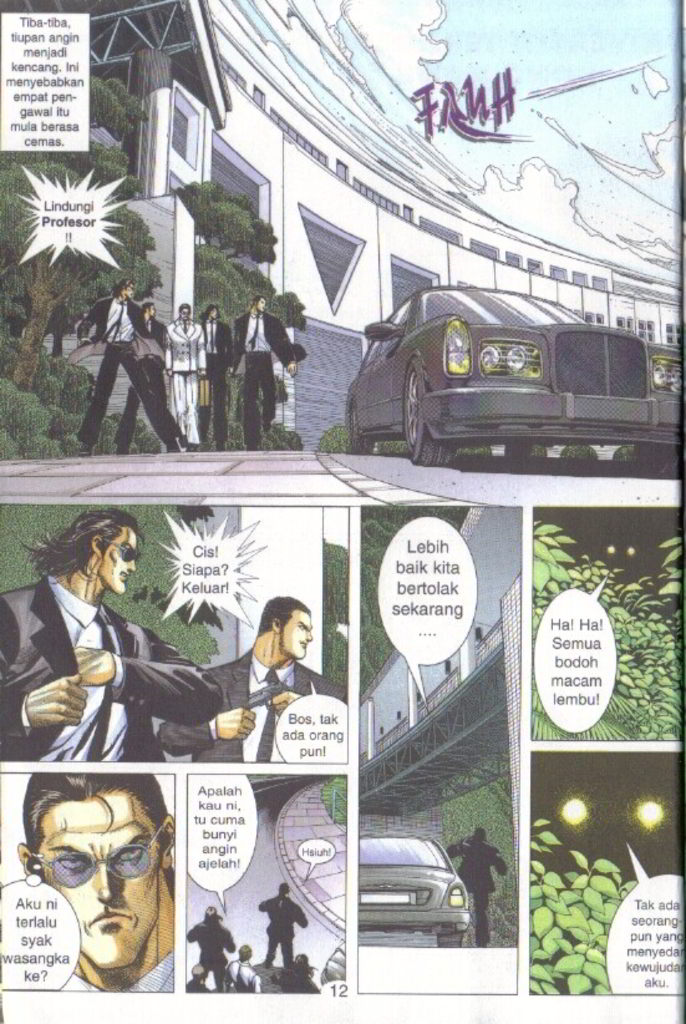 Tiba-tiba,
tiupan angin
menjadi
kencang. Ini
menyebabkan
empat pen-
gawal itu
mula berasa
cemas.
FAUH
Lindungi
Profesor
!!
Cis!
Siapa?
Keluar!
Bos, tak
ada orang
pun!
Aku ni
terlalu
syak
wasangka
ke?
Apalah
kau ni,
tu cuma
bunyi
angin
ajelah!
Hsiuh!
Lebih
baik kita
bertolak
sekarang
....
Ha! Ha!
Semua
bodoh
macam
lembu!
Tak ada
seorang-
pun yang
menyedar
kewujudan
aku.
12